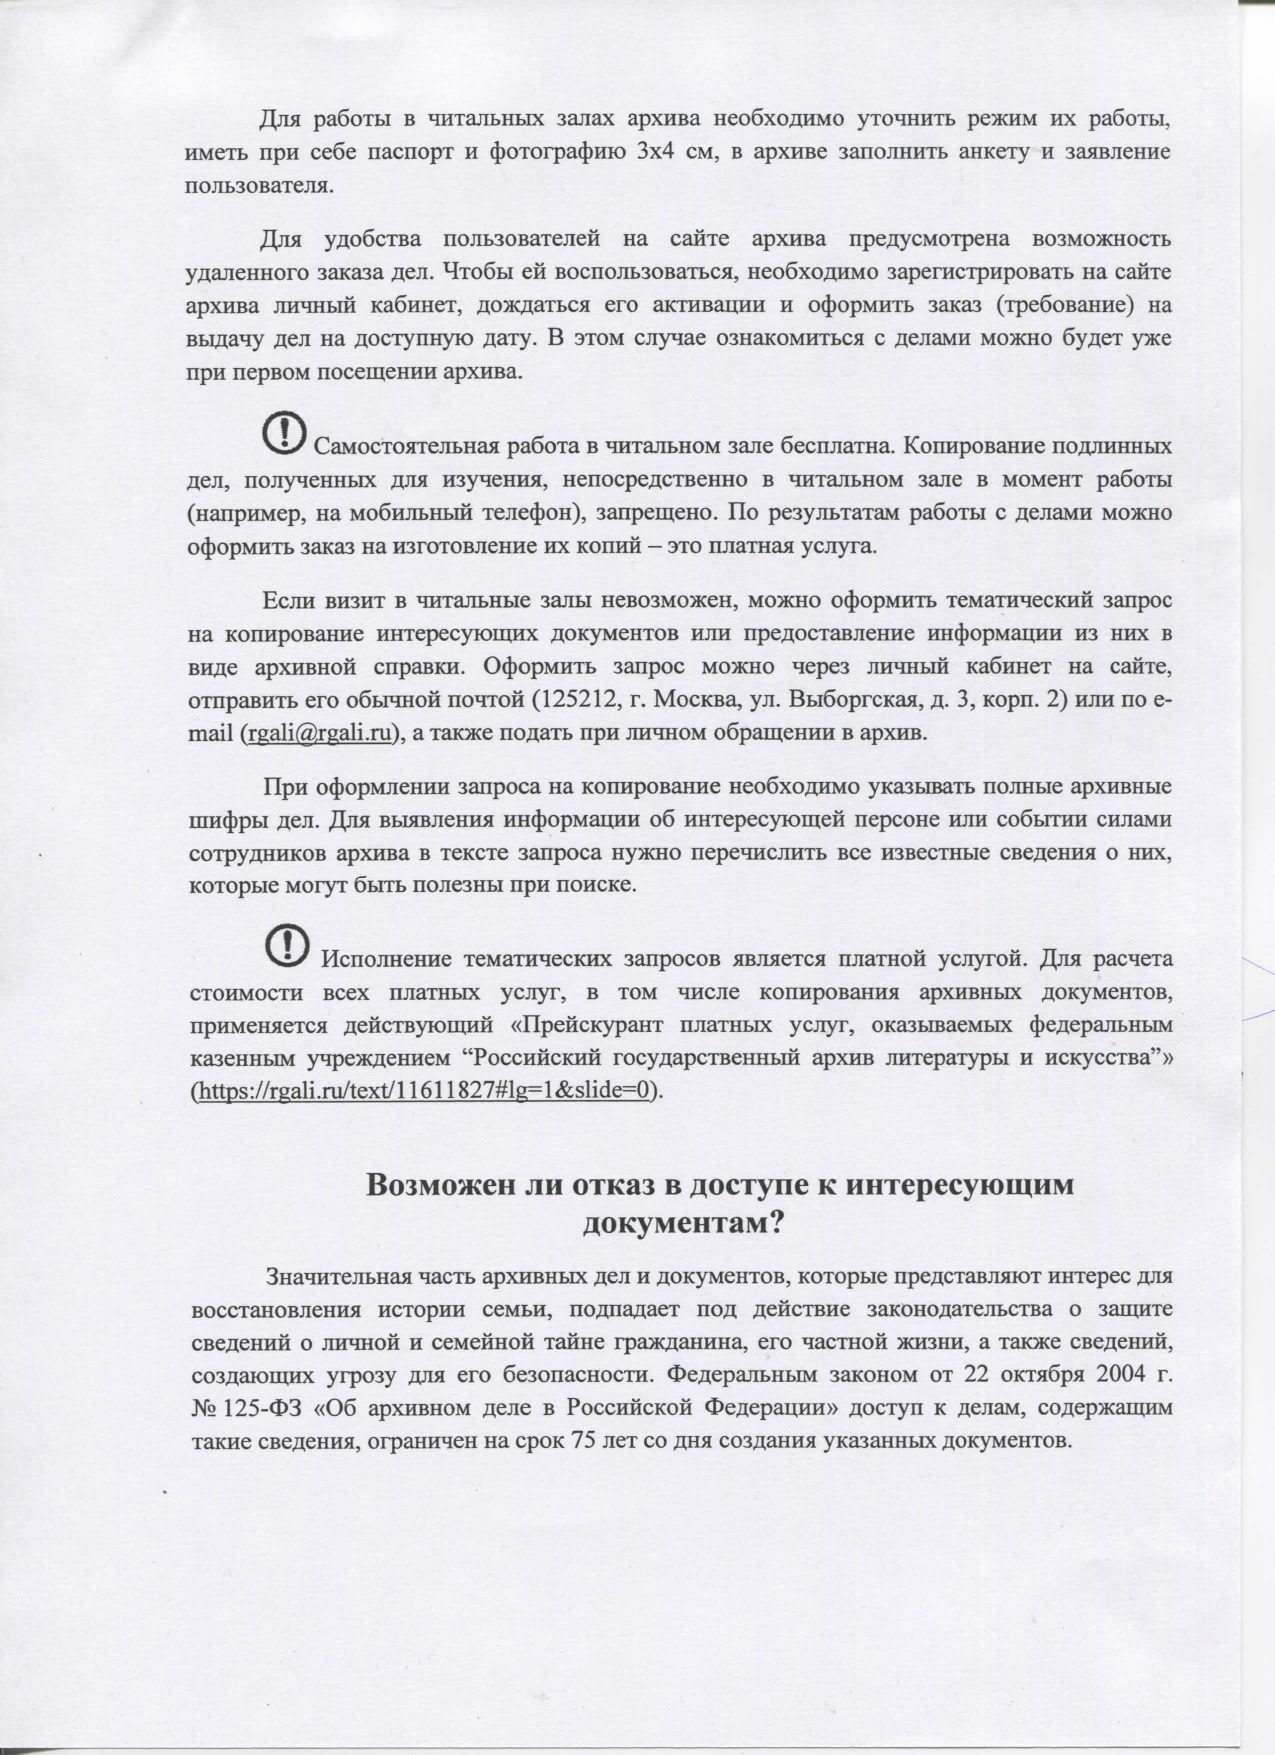 Для работы в читальных залах архива необходимо уточнить режим их работы,
иметь при себе паспорт и фотографию 3х4 см, в архиве заполнить анкету и заявление
пользователя.
Для удобства пользователей на сайте архива предусмотрена возможность
удаленного заказа дел. Чтобы ей воспользоваться, необходимо зарегистрировать на сайте
архива личный кабинет, дождаться его активации и оформить заказ (требование) на
выдачу дел на доступную дату. В этом случае ознакомиться с делами можно будет уже
при первом посещении архива.
! Самостоятельная работа в читальном зале бесплатна. Копирование подлинных
дел, полученных для изучения, непосредственно в читальном зале в момент работы
(например, на мобильный телефон), запрещено. По результатам работы с делами можно
оформить заказ на изготовление их копий – это платная услуга.
Если визит в читальные залы невозможен, можно оформить тематический запрос
на копирование интересующих документов или предоставление информации из них в
виде архивной справки. Оформить запрос можно через личный кабинет на сайте,
отправить его обычной почтой (125212, г. Москва, ул. Выборгская, д. 3, корп. 2) или по e-
mail (rgali@rgali.ru), а также подать при личном обращении в архив.
При оформлении запроса на копирование необходимо указывать полные архивные
шифры дел. Для выявления информации об интересующей персоне или событии силами
сотрудников архива в тексте запроса нужно перечислить все известные сведения о них,
которые могут быть полезны при поиске.
! Исполнение тематических запросов является платной услугой. Для расчета
стоимости всех платных услуг, в том числе копирования архивных документов,
применяется действующий «Прейскурант платных услуг, оказываемых федеральным
казенным учреждением “Российский государственный архив литературы и искусства”»
(https://rgali.ru/text/11611827#lg=1&slide=0).
Возможен ли отказ в доступе к интересующим
документам?
Значительная часть архивных дел и документов, которые представляют интерес для
восстановления истории семьи, подпадает под действие законодательства о защите
сведений о личной и семейной тайне гражданина, его частной жизни, а также сведений,
создающих угрозу для его безопасности. Федеральным законом от 22 октября 2004 г.
№ 125-ФЗ «Об архивном деле в Российской Федерации» доступ к делам, содержащим
такие сведения, ограничен на срок 75 лет со дня создания указанных документов.